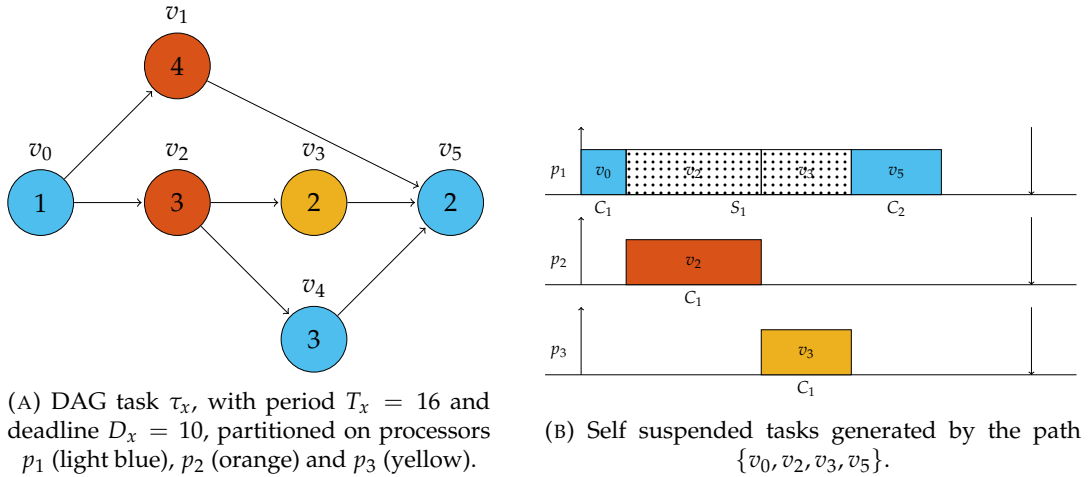 v1
4
v0
1
v2
3
v3
2
v5
2
v4
3
(A) DAG task τx, with period Tx = 16 and
deadline Dx = 10, partitioned on processors
p1 (light blue), p2 (orange) and p3 (yellow).
p1
v0
v2
v3
v5
C1
S1
C2
p2
v2
C1
p3
v3
C1
(B) Self suspended tasks generated by the path
{v0, v2, v3, v5}.